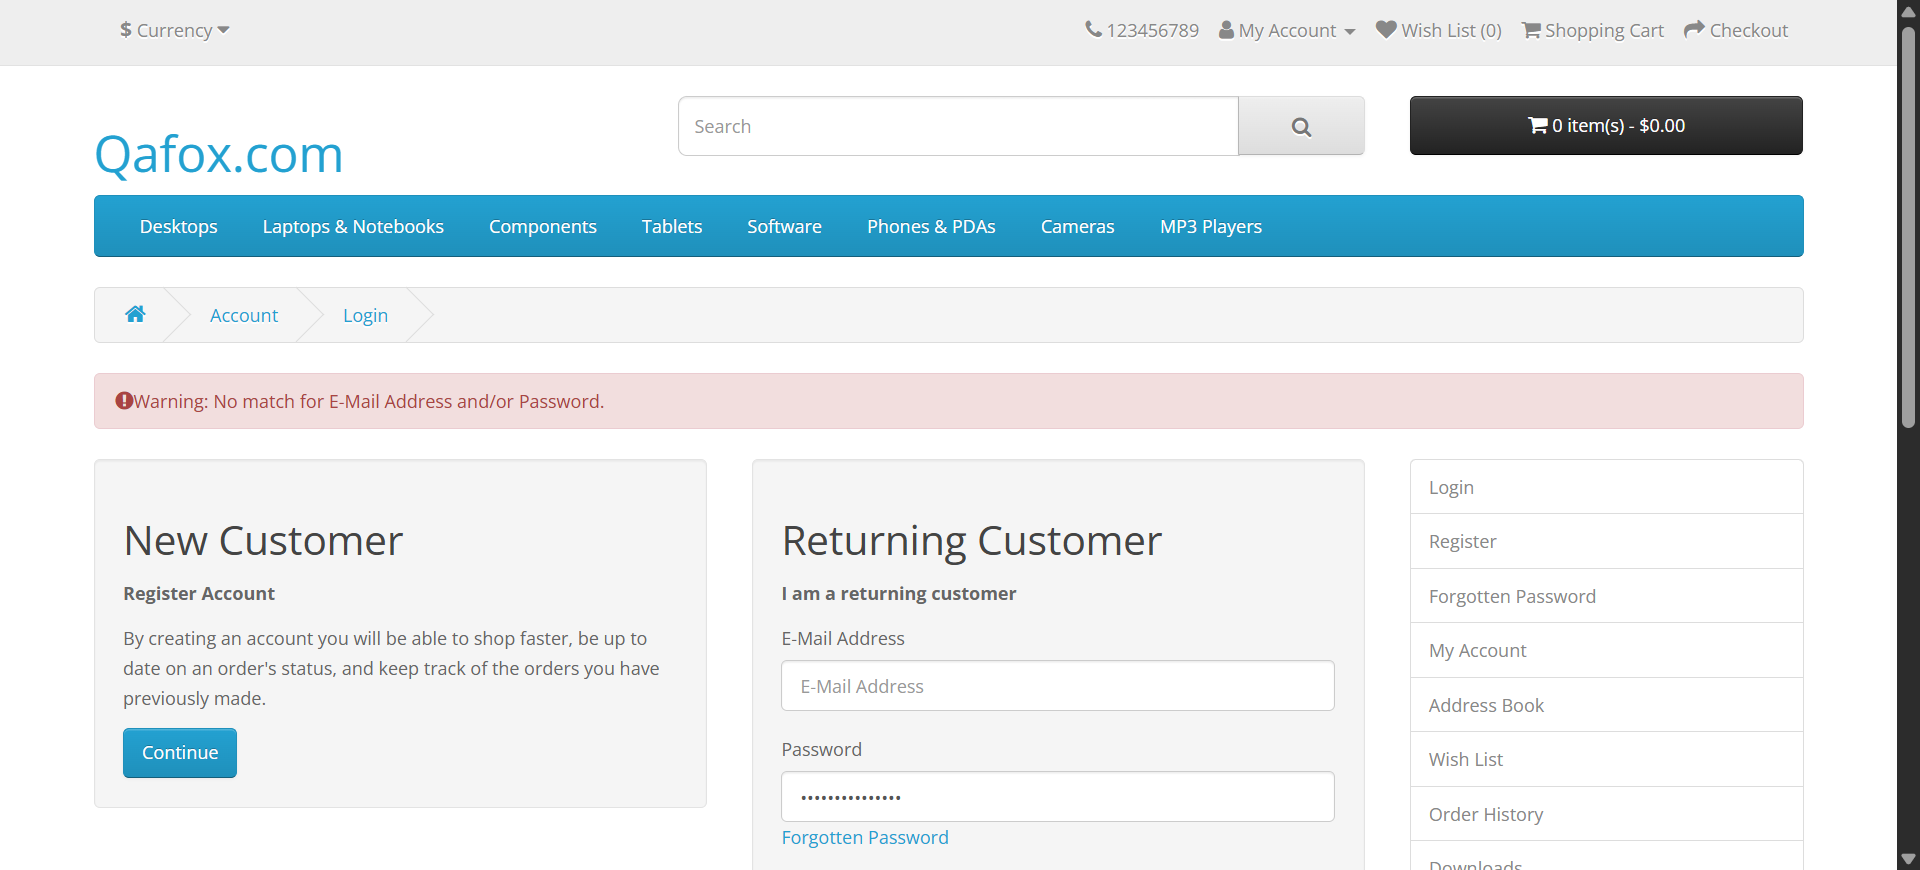 $ Currency
123456789 My Account Wish List (0) Shopping Cart Checkout
Qafox.com
Search
0 item(s) - $0.00
Desktops Laptops & Notebooks Components Tablets Software Phones & PDAs Cameras MP3 Players
Account Login
Warning: No match for E-Mail Address and/or Password.
New Customer
Register Account
By creating an account you will be able to shop faster, be up to
date on an order's status, and keep track of the orders you have
previously made.
Continue
Returning Customer
I am a returning customer
E-Mail Address
E-Mail Address
Password
•••••••••••••••
Forgotten Password
Login
Register
Forgotten Password
My Account
Address Book
Wish List
Order History
Downloads